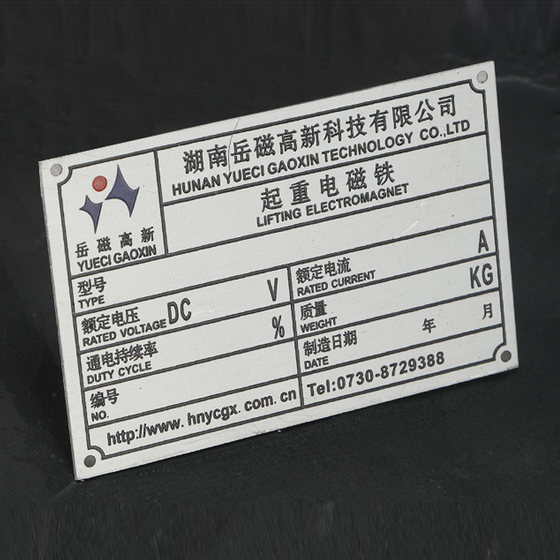 湖南岳磁高新科技有限公司
HUNAN YUECI GAOXIN TECHNOLOGY CO.,LTD
岳磁高新
YUECI GAOXIN
起重电磁铁
LIFTING ELECTROMAGNET
型号
TYPE
额定电流 A
RATED CURRENT
额定电压 DC V
RATED VOLTAGE
质量 KG
WEIGHT
通电持续率 %
DUTY CYCLE
制造日期 年 月
DATE
编号
NO.
http://www.hnycgx.com.cn
Tel:0730-8729388